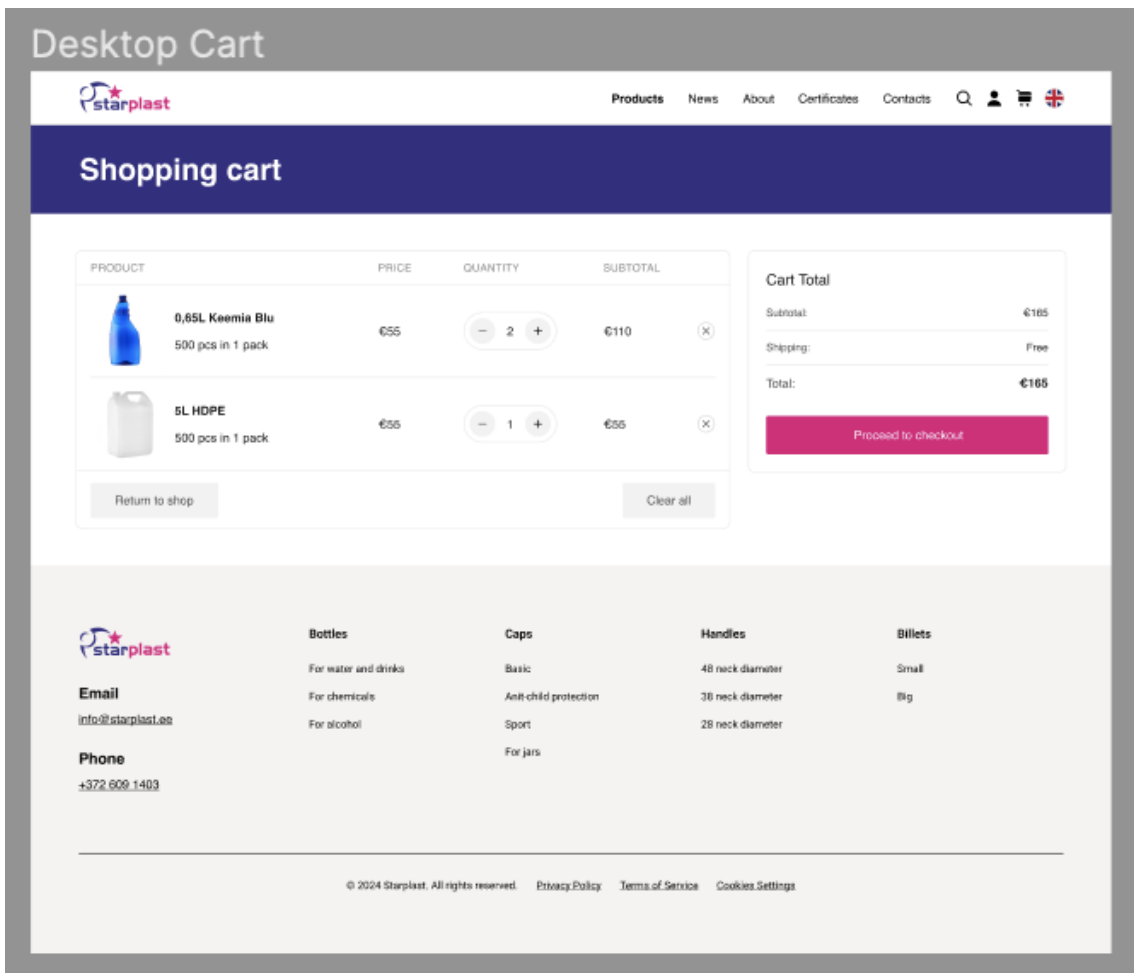 Desktop Cart
starplast
Products News About Certificates Contacts
Shopping cart
PRODUCT PRICE QUANTITY SUBTOTAL
0,65L Keemia Blu
500 pcs in 1 pack
€55 − 2 + €110
5L HDPE
500 pcs in 1 pack
€55 − 1 + €55
Return to shop Clear all
Cart Total
Subtotal: €165
Shipping: Free
Total: €165
Proceed to checkout
starplast
Email
info@starplast.ee
Phone
+372 609 1403
Bottles
For water and drinks
For chemicals
For alcohol
Caps
Basic
Anit-child protection
Sport
For jars
Handles
48 neck diameter
38 neck diameter
28 neck diameter
Billets
Small
Big
© 2024 Starplast. All rights reserved. Privacy Policy Terms of Service Cookies Settings